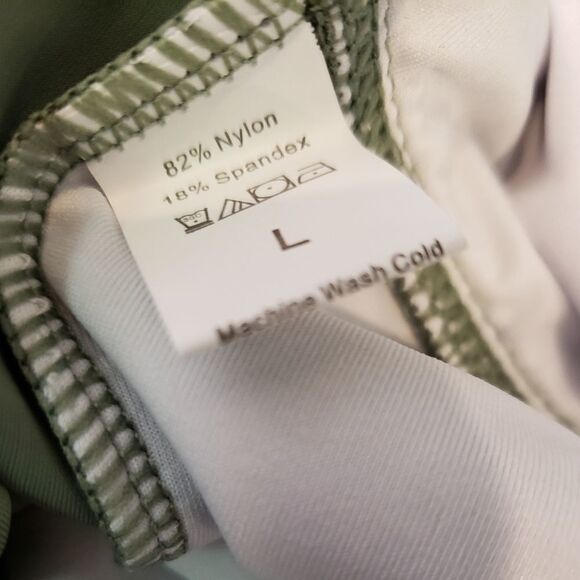 82% Nylon
18% Spandex
L
Machine Wash Cold